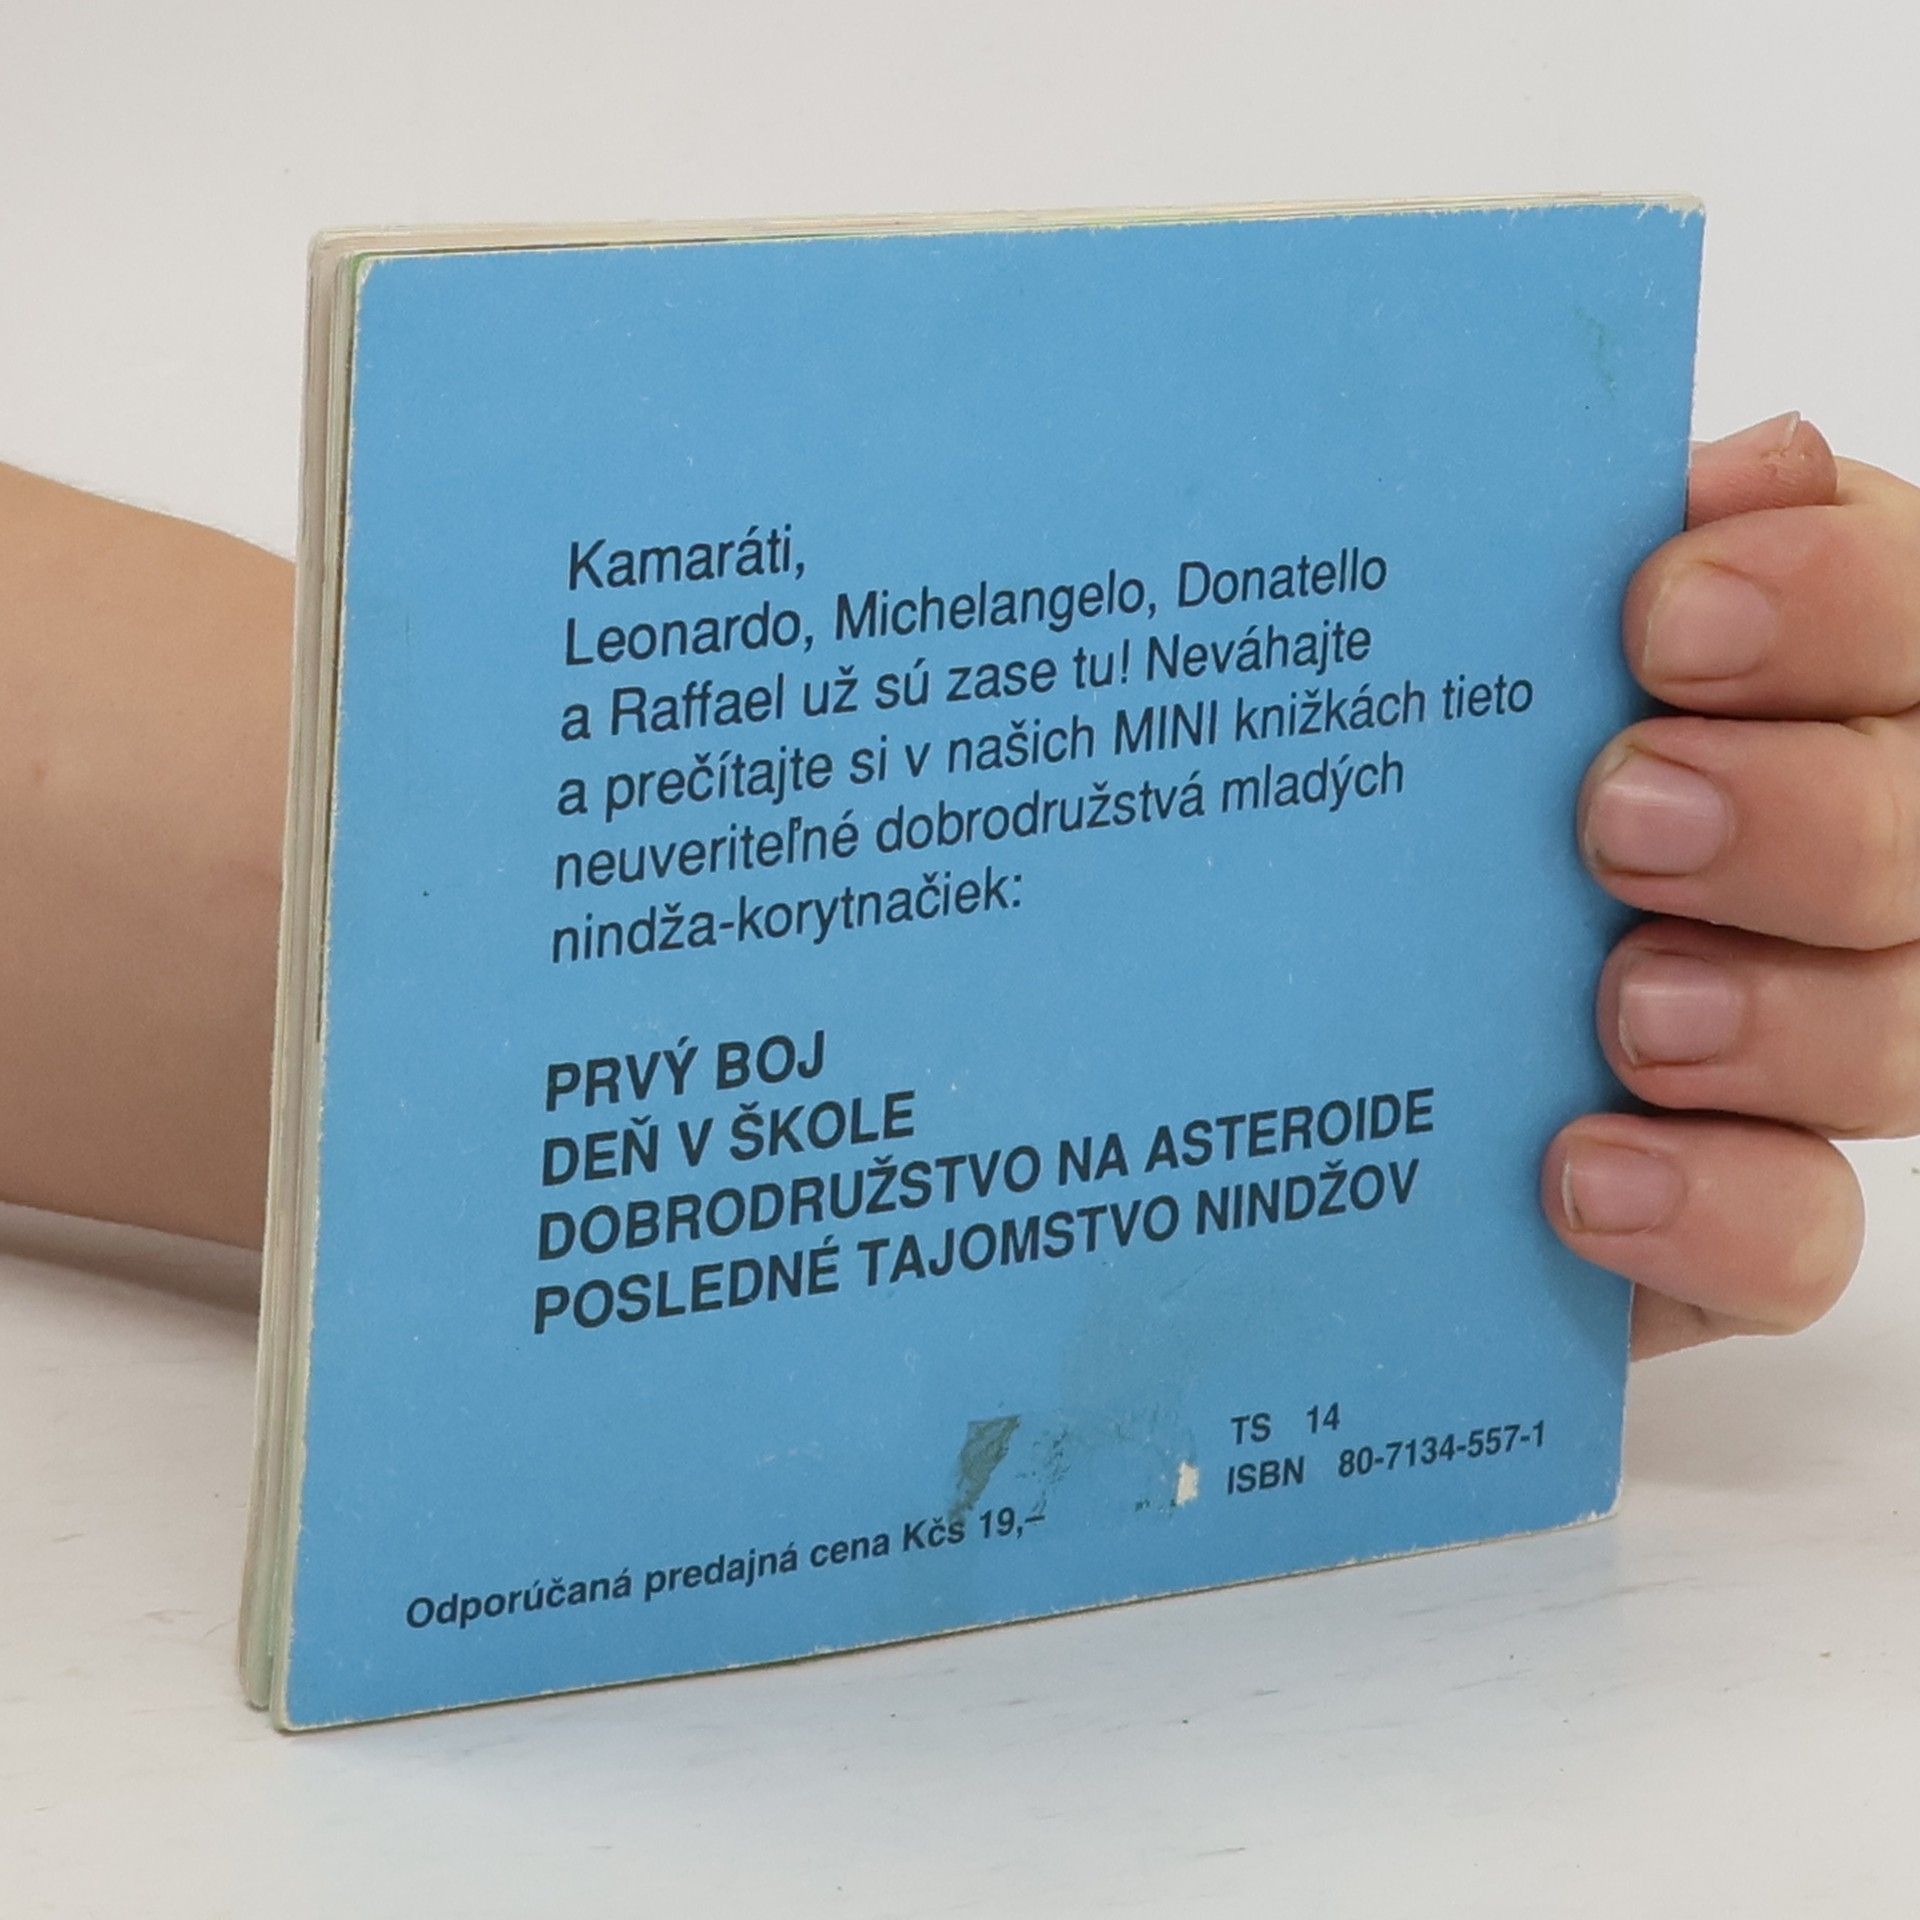 Kamaráti,
Leonardo, Michelangelo, Donatello
a Raffael už sú zase tu! Neváhajte
a prečítajte si v našich MINI knižkách tieto
neuveriteľné dobrodružstvá mladých
nindža-korytnačiek:
PRVÝ BOJ
DEŇ V ŠKOLE
DOBRODRUŽSTVO NA ASTEROIDE
POSLEDNÉ TAJOMSTVO NINDŽOV
TS 14
ISBN 80-7134-557-1
Odporúčaná predajná cena Kčs 19,–